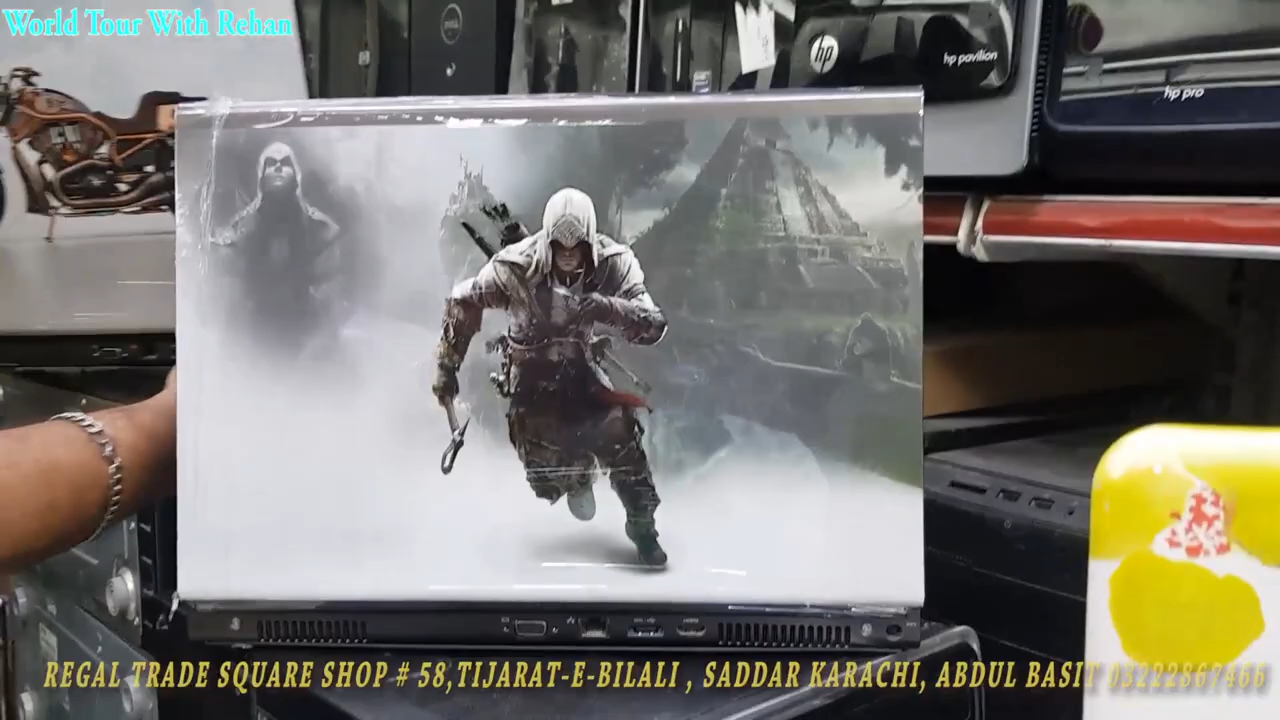 World Tour With Rehan
hp
hp pavilion
hp pro
REGAL TRADE SQUARE SHOP # 58,TIJARAT-E-BILALI , SADDAR KARACHI, ABDUL BASIT 03222867466